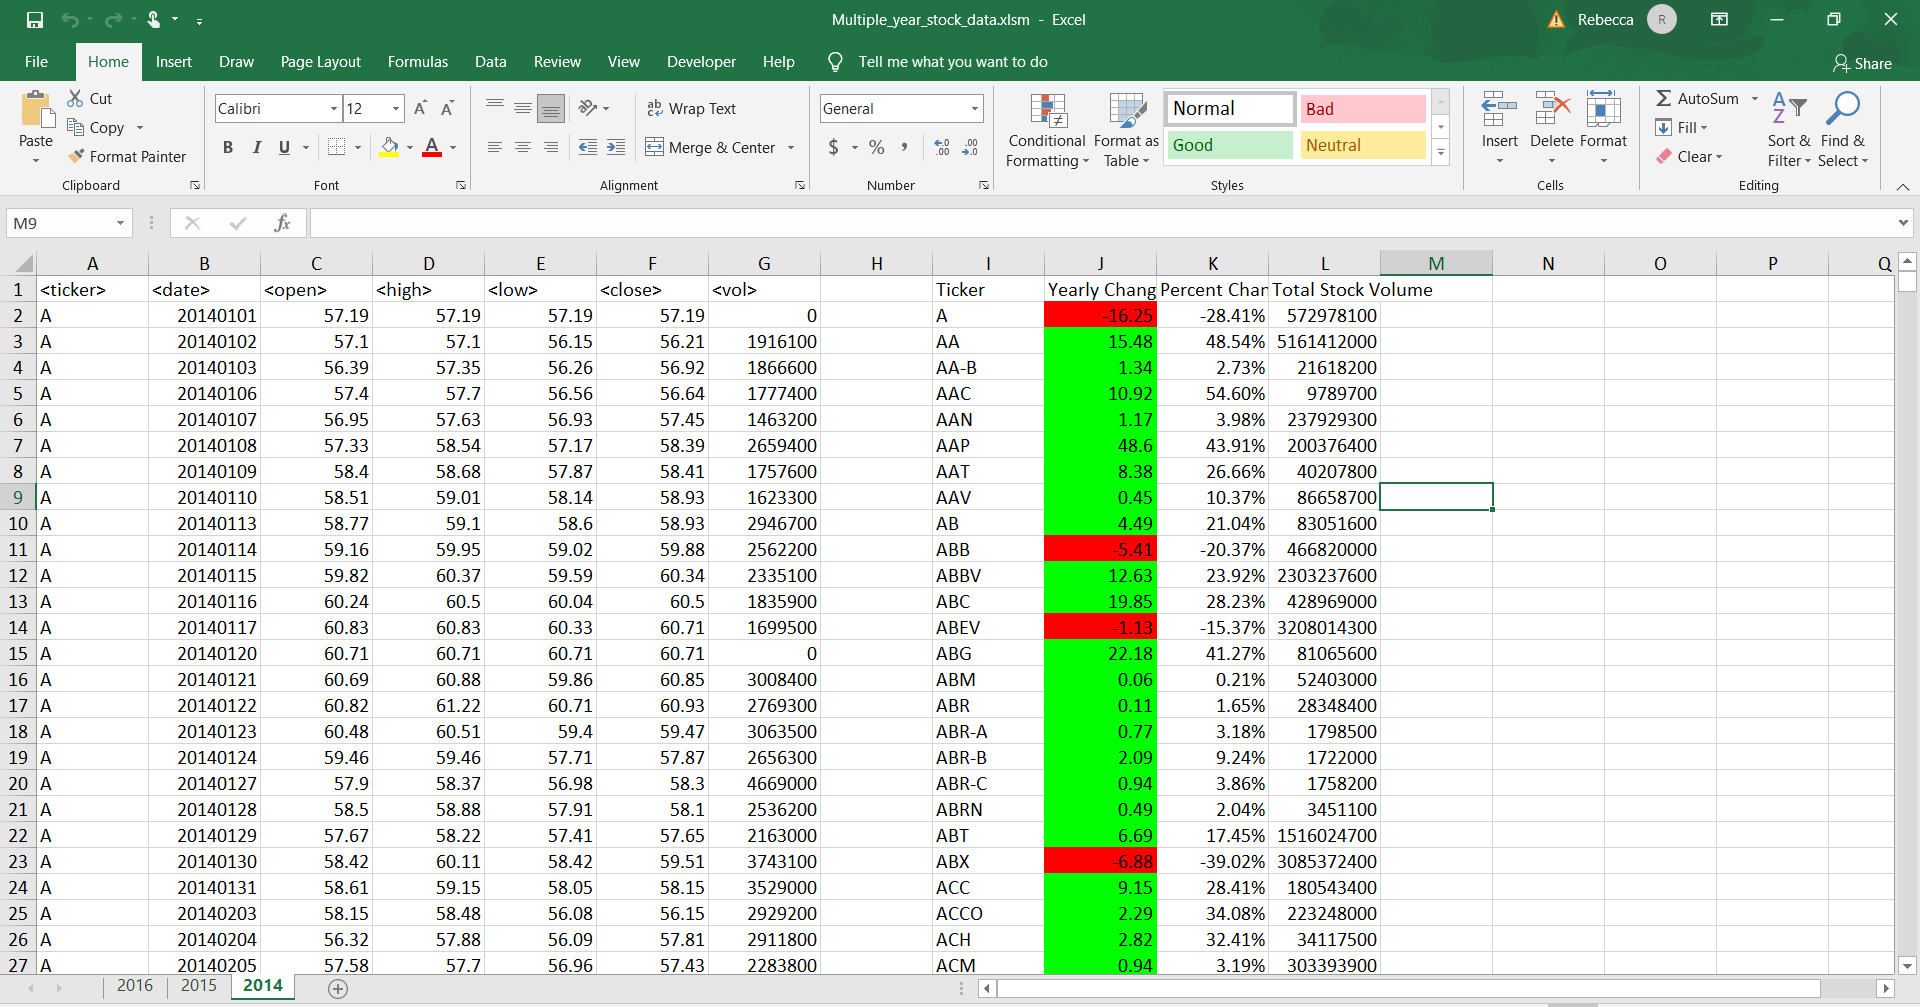 Multiple_year_stock_data.xlsm - Excel
Rebecca R
File Home Insert Draw Page Layout Formulas Data Review View Developer Help Tell me what you want to do Share
Paste Cut Copy Format Painter Clipboard
Calibri 12 A A B I U A Font
ab Wrap Text Merge & Center Alignment
General $ % , Number
Conditional Formatting Format as Table Normal Bad Good Neutral Styles
Insert Delete Format Cells
AutoSum Fill Clear Sort & Filter Find & Select Editing
M9 fx
A B C D E F G H I J K L M N O P Q
1 <ticker> <date> <open> <high> <low> <close> <vol> Ticker Yearly Chang Percent Chan Total Stock Volume
2 A 20140101 57.19 57.19 57.19 57.19 0 A -16.25 -28.41% 572978100
3 A 20140102 57.1 57.1 56.15 56.21 1916100 AA 15.48 48.54% 5161412000
4 A 20140103 56.39 57.35 56.26 56.92 1866600 AA-B 1.34 2.73% 21618200
5 A 20140106 57.4 57.7 56.56 56.64 1777400 AAC 10.92 54.60% 9789700
6 A 20140107 56.95 57.63 56.93 57.45 1463200 AAN 1.17 3.98% 237929300
7 A 20140108 57.33 58.54 57.17 58.39 2659400 AAP 48.6 43.91% 200376400
8 A 20140109 58.4 58.68 57.87 58.41 1757600 AAT 8.38 26.66% 40207800
9 A 20140110 58.51 59.01 58.14 58.93 1623300 AAV 0.45 10.37% 86658700
10 A 20140113 58.77 59.1 58.6 58.93 2946700 AB 4.49 21.04% 83051600
11 A 20140114 59.16 59.95 59.02 59.88 2562200 ABB -5.41 -20.37% 466820000
12 A 20140115 59.82 60.37 59.59 60.34 2335100 ABBV 12.63 23.92% 2303237600
13 A 20140116 60.24 60.5 60.04 60.5 1835900 ABC 19.85 28.23% 428969000
14 A 20140117 60.83 60.83 60.33 60.71 1699500 ABEV -1.13 -15.37% 3208014300
15 A 20140120 60.71 60.71 60.71 60.71 0 ABG 22.18 41.27% 81065600
16 A 20140121 60.69 60.88 59.86 60.85 3008400 ABM 0.06 0.21% 52403000
17 A 20140122 60.82 61.22 60.71 60.93 2769300 ABR 0.11 1.65% 28348400
18 A 20140123 60.48 60.51 59.4 59.47 3063500 ABR-A 0.77 3.18% 1798500
19 A 20140124 59.46 59.46 57.71 57.87 2656300 ABR-B 2.09 9.24% 1722000
20 A 20140127 57.9 58.37 56.98 58.3 4669000 ABR-C 0.94 3.86% 1758200
21 A 20140128 58.5 58.88 57.91 58.1 2536200 ABRN 0.49 2.04% 3451100
22 A 20140129 57.67 58.22 57.41 57.65 2163000 ABT 6.69 17.45% 1516024700
23 A 20140130 58.42 60.11 58.42 59.51 3743100 ABX -6.88 -39.02% 3085372400
24 A 20140131 58.61 59.15 58.05 58.15 3529000 ACC 9.15 28.41% 180543400
25 A 20140203 58.15 58.48 56.08 56.15 2929200 ACCO 2.29 34.08% 223248000
26 A 20140204 56.32 57.88 56.09 57.81 2911800 ACH 2.82 32.41% 34117500
27 A 20140205 57.58 57.7 56.96 57.43 2283800 ACM 0.94 3.19% 303393900
2016 2015 2014